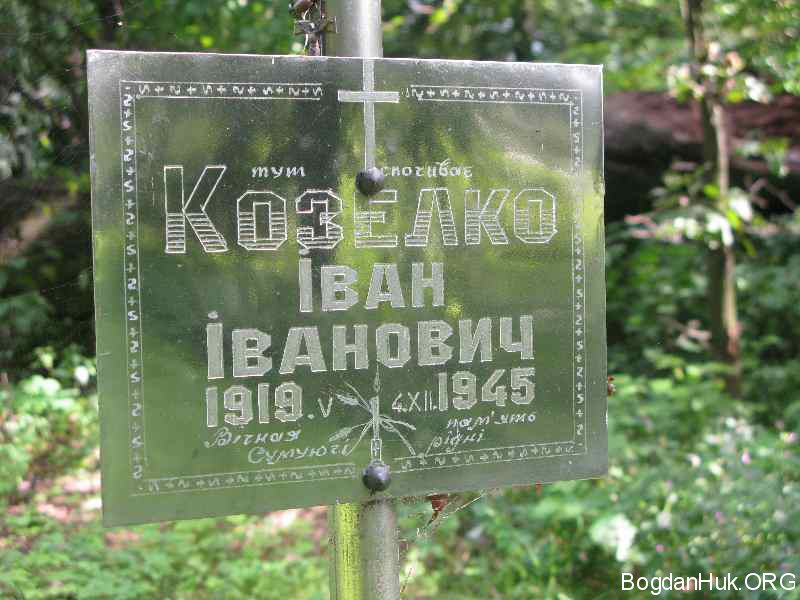 тут спочиває
Козелко
Іван
Іванович
1919.V 4.XII.1945
Вічная пам'ять
Сумуючі рідні
BogdanHuk.ORG